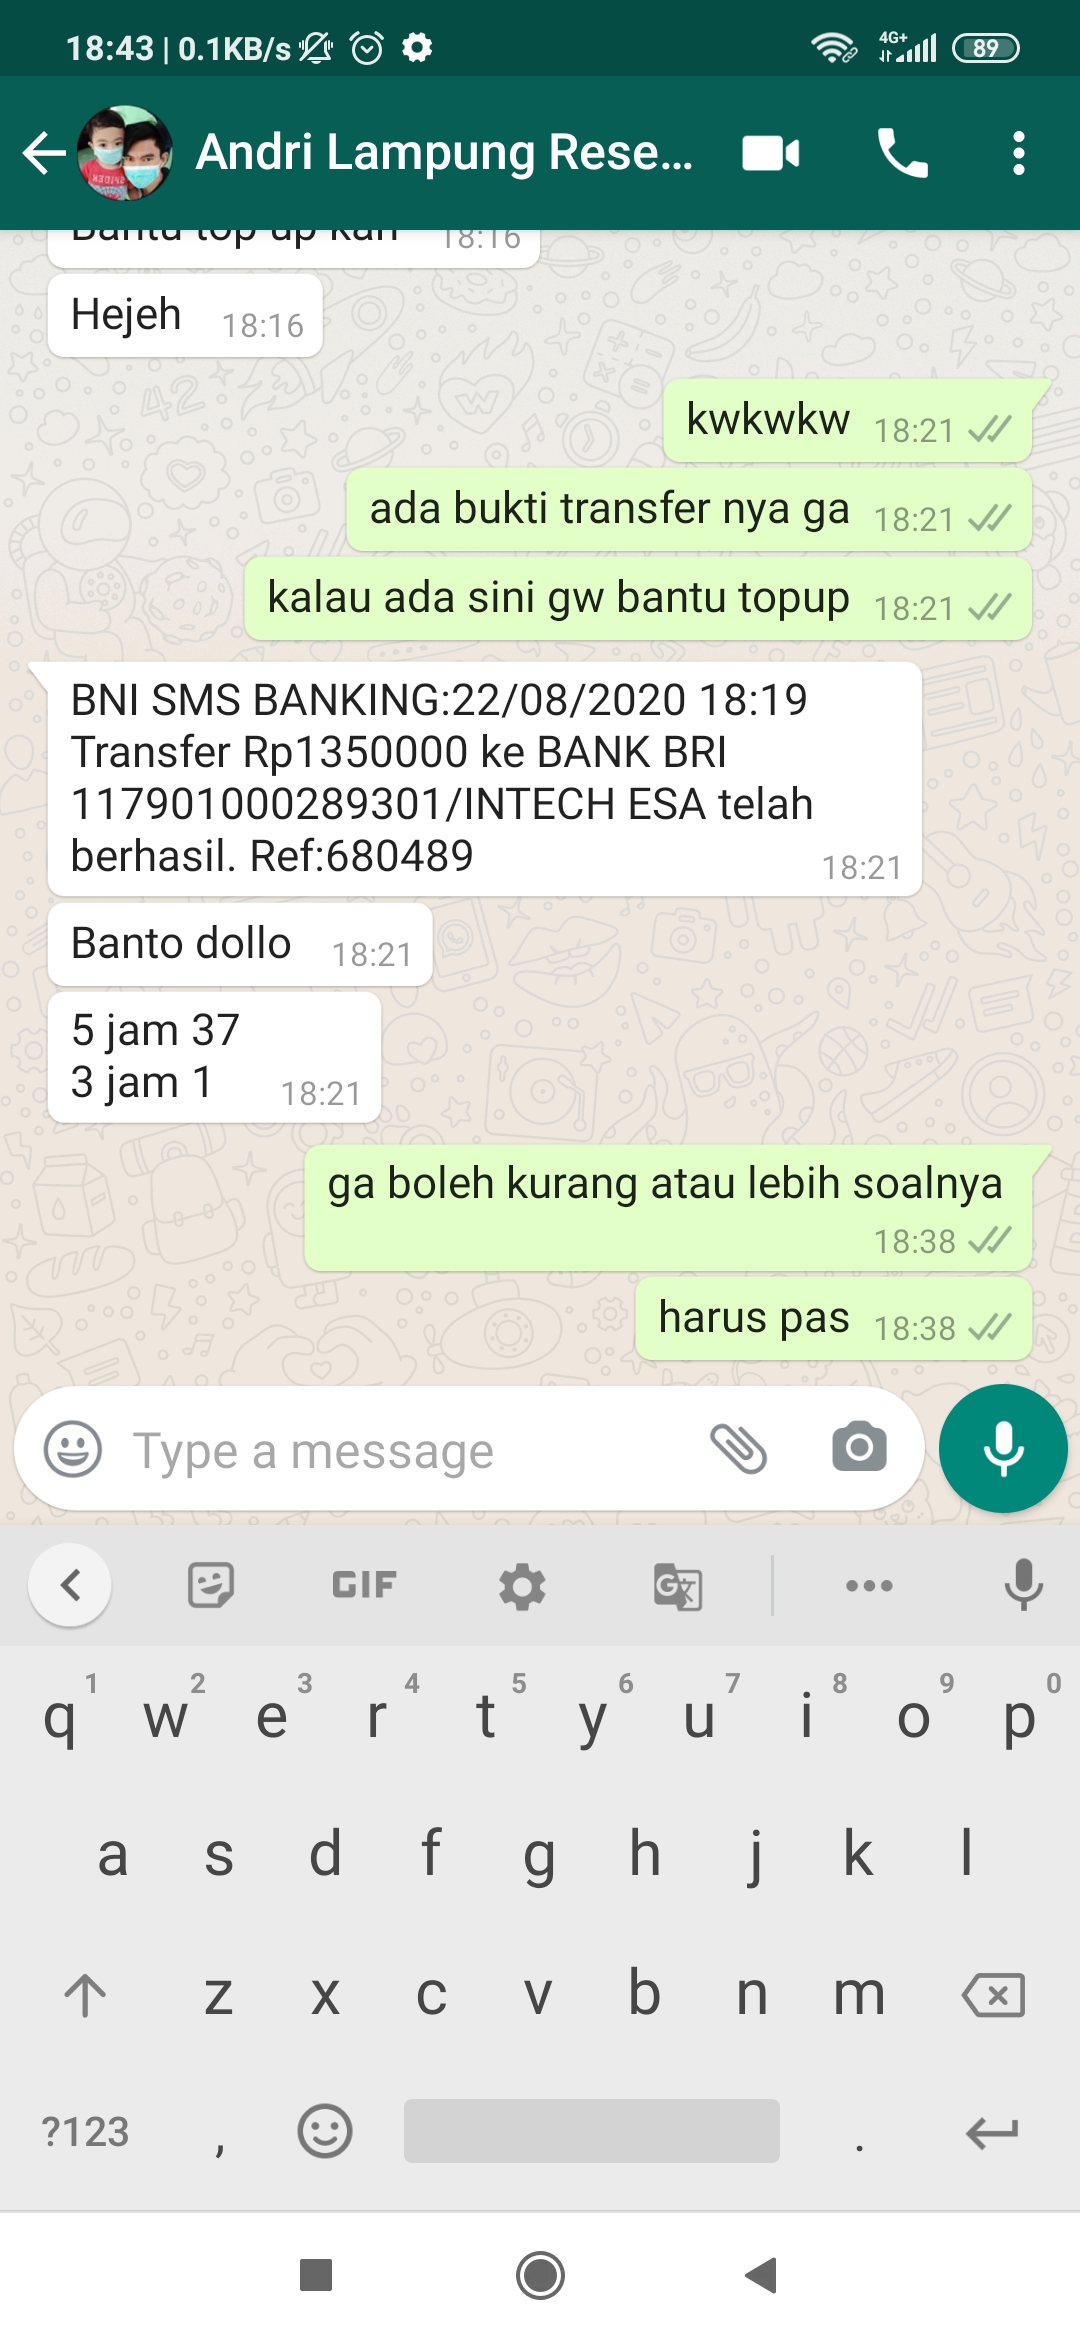 18:43 | 0.1KB/s
4G+
89
Andri Lampung Rese...
Bantu top up kan 18:16
Hejeh 18:16
kwkwkw 18:21
ada bukti transfer nya ga 18:21
kalau ada sini gw bantu topup 18:21
BNI SMS BANKING:22/08/2020 18:19
Transfer Rp1350000 ke BANK BRI
117901000289301/INTECH ESA telah
berhasil. Ref:680489
18:21
Banto dollo 18:21
5 jam 37
3 jam 1 18:21
ga boleh kurang atau lebih soalnya
18:38
harus pas 18:38
Type a message
GIF
1 2 3 4 5 6 7 8 9 0
q w e r t y u i o p
a s d f g h j k l
z x c v b n m
?123 , .